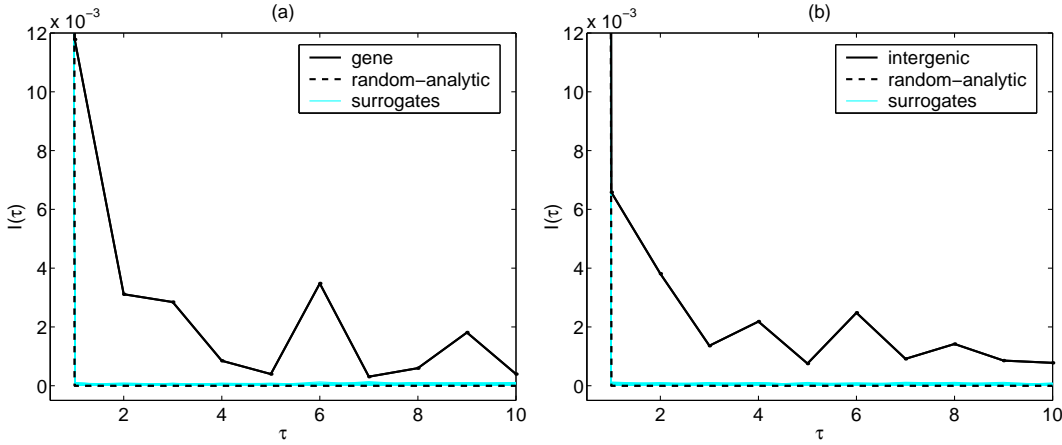 (a)
x 10⁻³
12
10
8
6
4
2
0
I(τ)
2
4
6
8
10
τ
gene
random−analytic
surrogates
(b)
x 10⁻³
12
10
8
6
4
2
0
I(τ)
2
4
6
8
10
τ
intergenic
random−analytic
surrogates